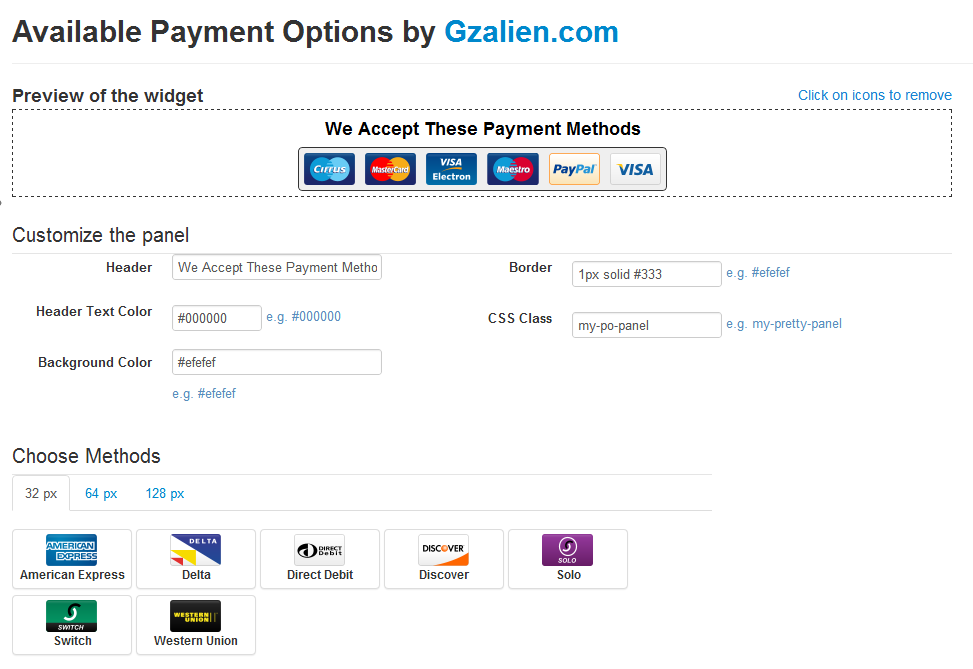 Available Payment Options by Gzalien.com
Preview of the widget
Click on icons to remove
We Accept These Payment Methods
Cirrus MasterCard VISA Electron Maestro PayPal VISA
Customize the panel
Header We Accept These Payment Metho
Border 1px solid #333 e.g. #efefef
Header Text Color #000000 e.g. #000000
CSS Class my-po-panel e.g. my-pretty-panel
Background Color #efefef
e.g. #efefef
Choose Methods
32 px 64 px 128 px
AMERICAN EXPRESS DELTA DIRECT Debit DISCOVER SOLO
American Express Delta Direct Debit Discover Solo
SWITCH WESTERN UNION
Switch Western Union